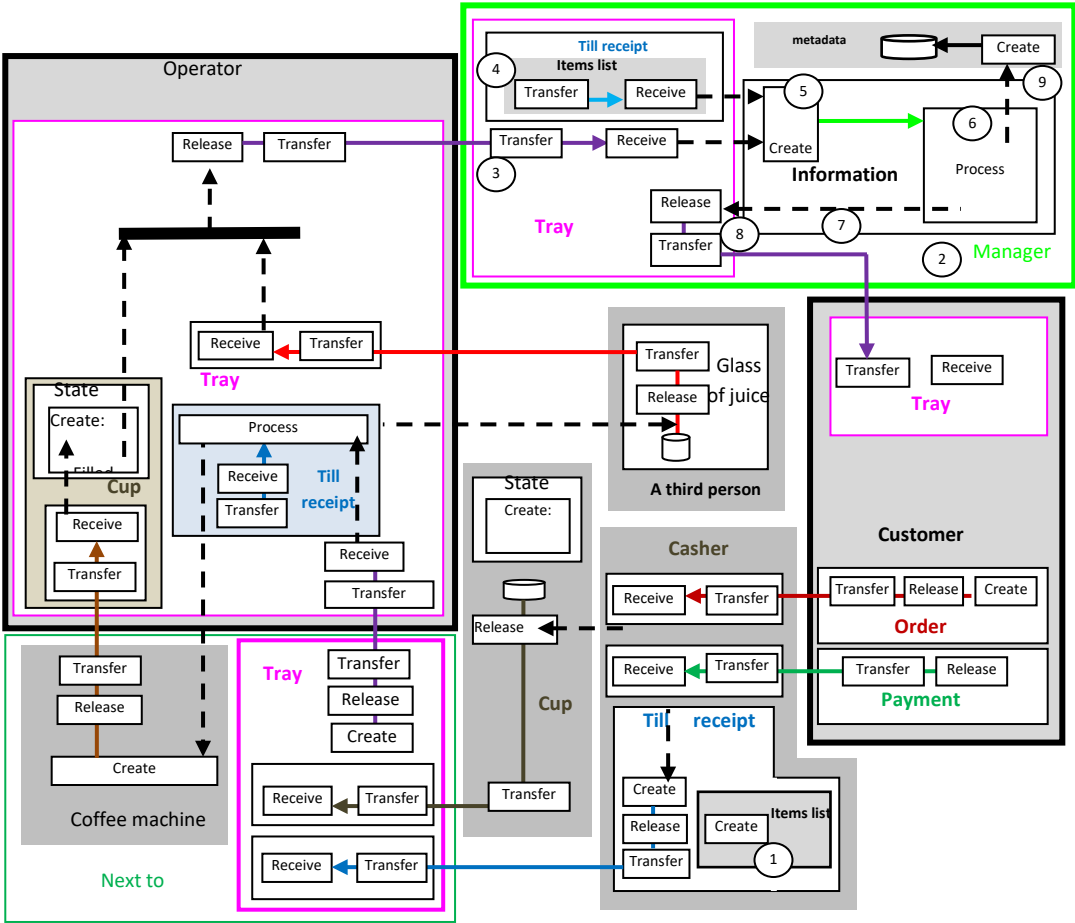 Operator
Release
Transfer
Receive
Transfer
Tray
State
Create:
Filled
Cup
Receive
Transfer
Process
Receive
Transfer
Till
receipt
Receive
Transfer
Till receipt
Items list
4
Transfer
Receive
Transfer
Receive
3
Tray
Release
Transfer
8
metadata
Create
9
5
Create
Information
6
Process
7
2
Manager
Transfer
Release
Glass
of juice
A third person
Transfer
Receive
Tray
Customer
Transfer
Release
Create
Order
Transfer
Release
Payment
State
Create:
Release
Cup
Transfer
Casher
Receive
Transfer
Receive
Transfer
Till receipt
Create
Release
Transfer
Items list
Create
1
Transfer
Release
Create
Coffee machine
Next to
Tray
Transfer
Release
Create
Receive
Transfer
Receive
Transfer